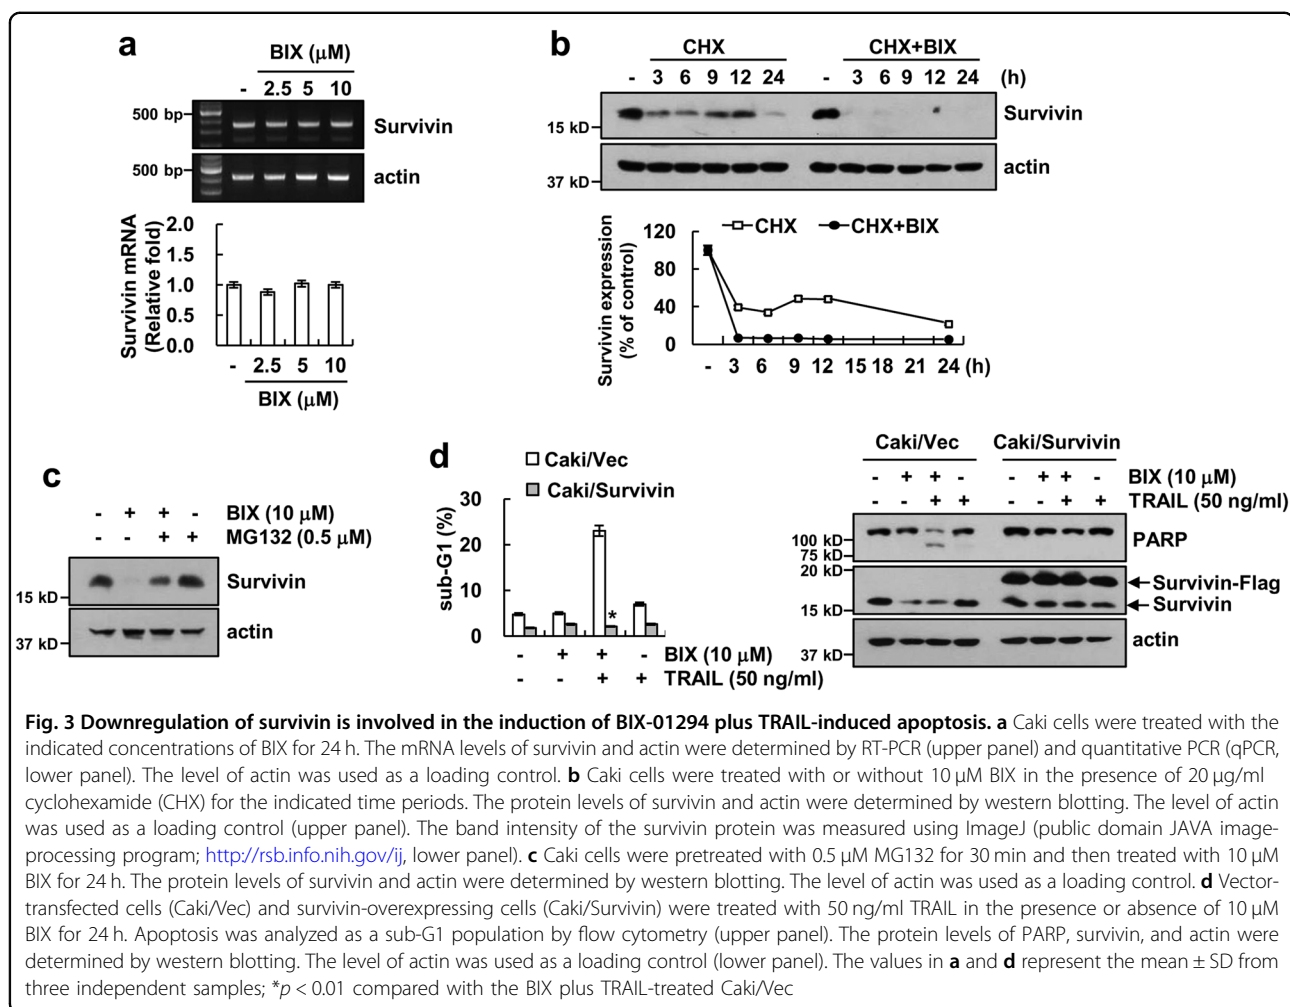 a
BIX (μM)
- 2.5 5 10
500 bp
Survivin
500 bp
actin
Survivin mRNA
(Relative fold)
2.0
1.5
1.0
0.5
0.0
- 2.5 5 10
BIX (μM)
b
CHX CHX+BIX
- 3 6 9 12 24 - 3 6 9 12 24 (h)
Survivin
15 kD
actin
37 kD
Survivin expression
(% of control)
CHX CHX+BIX
120
80
40
0
- 3 6 9 12 15 18 21 24 (h)
c
- + + - BIX (10 μM)
- - + + MG132 (0.5 μM)
Survivin
15 kD
actin
37 kD
d
Caki/Vec
Caki/Survivin
sub-G1 (%)
30
20
10
0
- + + - BIX (10 μM)
- - + + TRAIL (50 ng/ml)
Caki/Vec Caki/Survivin
- + + - - + + - BIX (10 μM)
- - + + - - + + TRAIL (50 ng/ml)
100 kD
75 kD
PARP
20 kD
Survivin-Flag
Survivin
15 kD
actin
37 kD
Fig. 3 Downregulation of survivin is involved in the induction of BIX-01294 plus TRAIL-induced apoptosis. a Caki cells were treated with the
indicated concentrations of BIX for 24 h. The mRNA levels of survivin and actin were determined by RT-PCR (upper panel) and quantitative PCR (qPCR,
lower panel). The level of actin was used as a loading control. b Caki cells were treated with or without 10 μM BIX in the presence of 20 μg/ml
cyclohexamide (CHX) for the indicated time periods. The protein levels of survivin and actin were determined by western blotting. The level of actin
was used as a loading control (upper panel). The band intensity of the survivin protein was measured using ImageJ (public domain JAVA image-
processing program; http://rsb.info.nih.gov/ij, lower panel). c Caki cells were pretreated with 0.5 μM MG132 for 30 min and then treated with 10 μM
BIX for 24 h. The protein levels of survivin and actin were determined by western blotting. The level of actin was used as a loading control. d Vector-
transfected cells (Caki/Vec) and survivin-overexpressing cells (Caki/Survivin) were treated with 50 ng/ml TRAIL in the presence or absence of 10 μM
BIX for 24 h. Apoptosis was analyzed as a sub-G1 population by flow cytometry (upper panel). The protein levels of PARP, survivin, and actin were
determined by western blotting. The level of actin was used as a loading control (lower panel). The values in a and d represent the mean ± SD from
three independent samples; *p < 0.01 compared with the BIX plus TRAIL-treated Caki/Vec